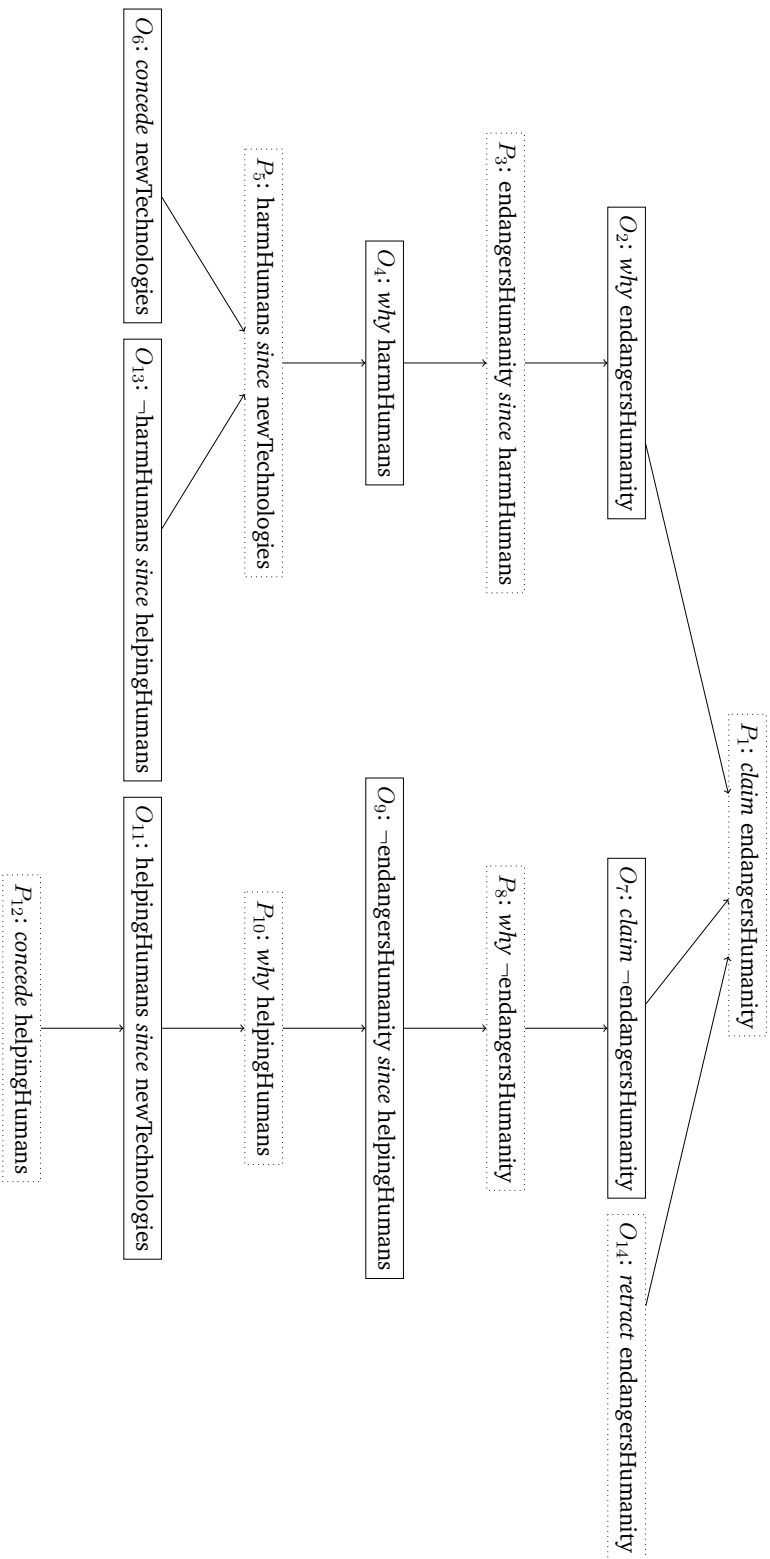 P₁: claim endangersHumanity
O₂: why endangersHumanity
O₇: claim ¬endangersHumanity
O₁₄: retract endangersHumanity
P₃: endangersHumanity since harmHumans
P₈: why ¬endangersHumanity
O₄: why harmHumans
O₉: ¬endangersHumanity since helpingHumans
P₅: harmHumans since newTechnologies
P₁₀: why helpingHumans
O₆: concede newTechnologies
O₁₃: ¬harmHumans since helpingHumans
O₁₁: helpingHumans since newTechnologies
P₁₂: concede helpingHumans